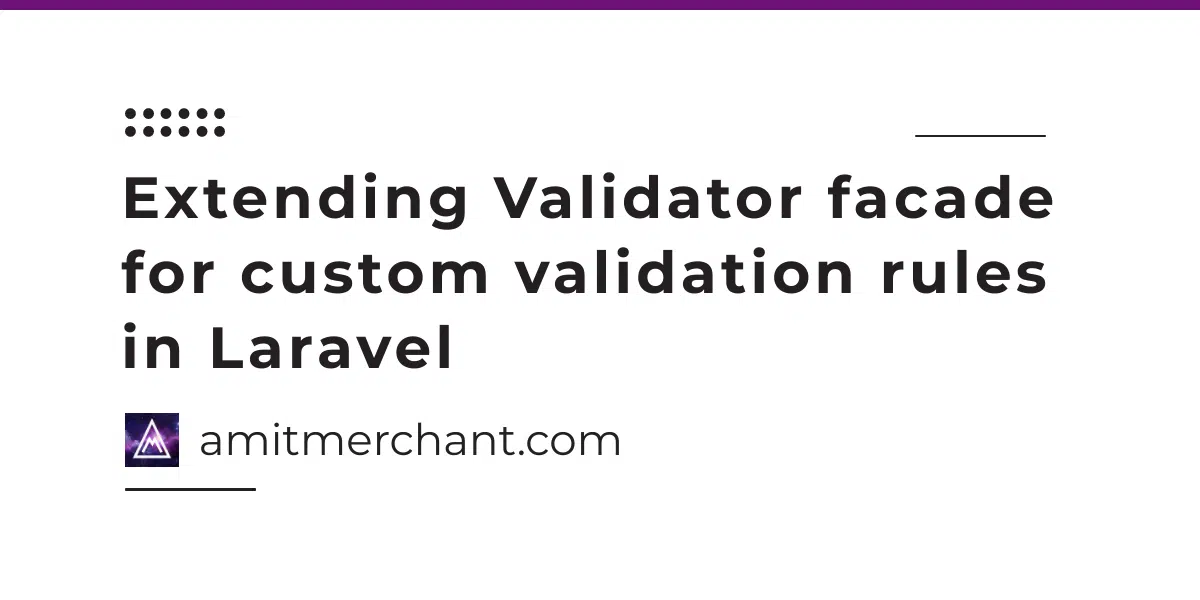 Extending Validator facade
for custom validation rules
in Laravel
amitmerchant.com